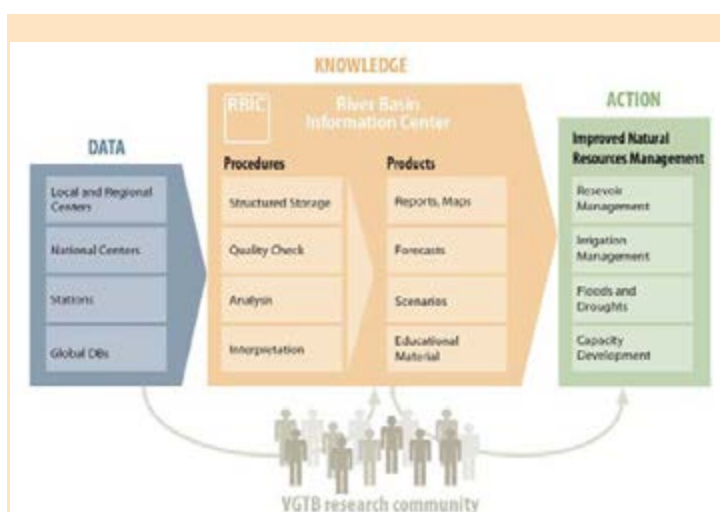 KNOWLEDGE
RBIC
River Basin
Information Center
ACTION
DATA
Improved Natural
Resources Management
Procedures
Products
Local and Regional
Centers
National Centers
Stations
Global DBs
Structured Storage
Quality Check
Analysis
Interpretation
Reports, Maps
Forecasts
Scenarios
Educational
Material
Resevoir
Management
Irrigation
Management
Floods and
Droughts
Capacity
Development
VGTB research community